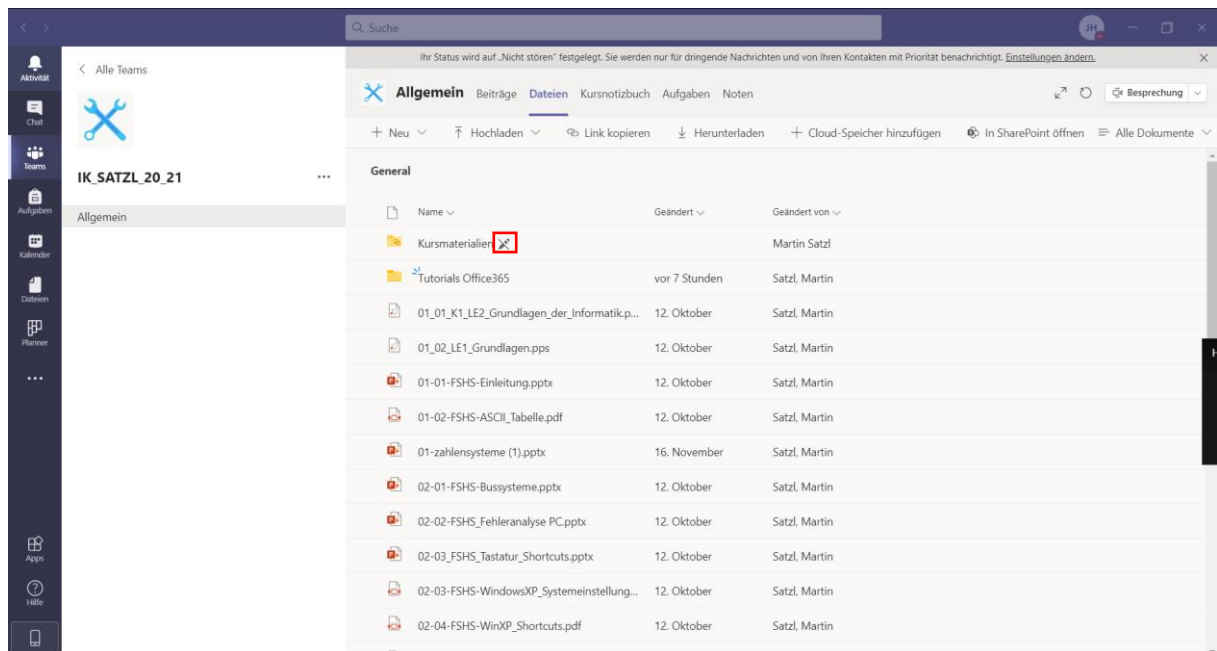 Suche
JH
Ihr Status wird auf „Nicht stören" festgelegt. Sie werden nur für dringende Nachrichten und von Ihren Kontakten mit Priorität benachrichtigt. Einstellungen ändern.
Aktivität
Chat
Teams
Aufgaben
Kalender
Dateien
Planner
Apps
Hilfe
Alle Teams
IK_SATZL_20_21
Allgemein
Allgemein Beiträge Dateien Kursnotizbuch Aufgaben Noten Besprechung
Neu Hochladen Link kopieren Herunterladen Cloud-Speicher hinzufügen In SharePoint öffnen Alle Dokumente
General
Name Geändert Geändert von
Kursmaterialien Martin Satzl
Tutorials Office365 vor 7 Stunden Satzl, Martin
01_01_K1_LE2_Grundlagen_der_Informatik.p... 12. Oktober Satzl, Martin
01_02_LE1_Grundlagen.pps 12. Oktober Satzl, Martin
01-01-FSHS-Einleitung.pptx 12. Oktober Satzl, Martin
01-02-FSHS-ASCII_Tabelle.pdf 12. Oktober Satzl, Martin
01-zahlensysteme (1).pptx 16. November Satzl, Martin
02-01-FSHS-Bussysteme.pptx 12. Oktober Satzl, Martin
02-02-FSHS_Fehleranalyse PC.pptx 12. Oktober Satzl, Martin
02-03_FSHS_Tastatur_Shortcuts.pptx 12. Oktober Satzl, Martin
02-03-FSHS-WindowsXP_Systemeinstellung... 12. Oktober Satzl, Martin
02-04-FSHS-WinXP_Shortcuts.pdf 12. Oktober Satzl, Martin